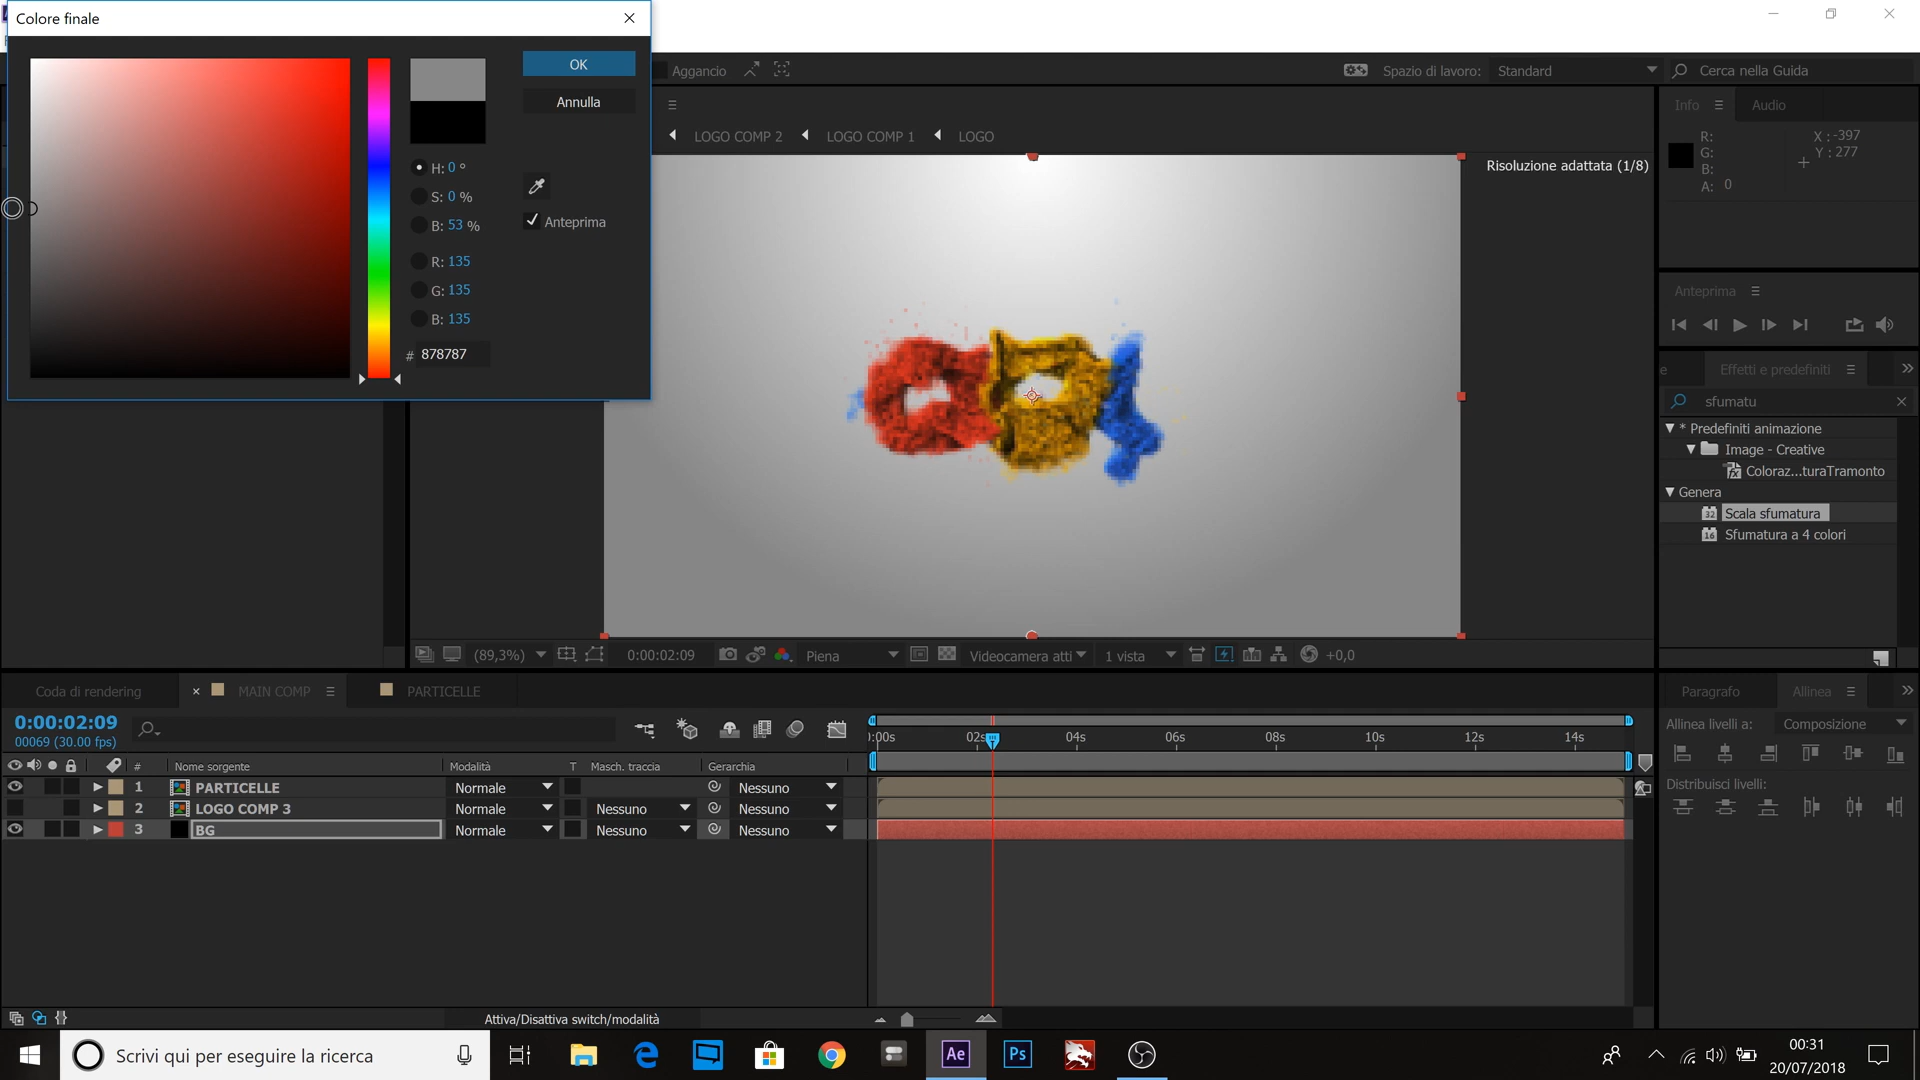 Colore finale
OK
Annulla
H: 0 °
S: 0 %
B: 53 %
R: 135
G: 135
B: 135
# 878787
Anteprima
Aggancio
Spazio di lavoro: Standard
Cerca nella Guida
LOGO COMP 2
LOGO COMP 1
LOGO
Risoluzione adattata (1/8)
Info
Audio
R:
G:
B:
A: 0
X : -397
Y : 277
Anteprima
Effetti e predefiniti
sfumatu
* Predefiniti animazione
Image - Creative
Coloraz...turaTramonto
Genera
32 Scala sfumatura
16 Sfumatura a 4 colori
(89,3%)
0:00:02:09
Piena
Videocamera atti
1 vista
+0,0
Coda di rendering
MAIN COMP
PARTICELLE
0:00:02:09
00069 (30.00 fps)
):00s
02s
04s
06s
08s
10s
12s
14s
# Nome sorgente
Modalità
T Masch. traccia
Gerarchia
1 PARTICELLE Normale Nessuno
2 LOGO COMP 3 Normale Nessuno Nessuno
3 BG Normale Nessuno Nessuno
Attiva/Disattiva switch/modalità
Paragrafo
Allinea
Allinea livelli a: Composizione
Distribuisci livelli:
Scrivi qui per eseguire la ricerca
Ae
Ps
00:31
20/07/2018